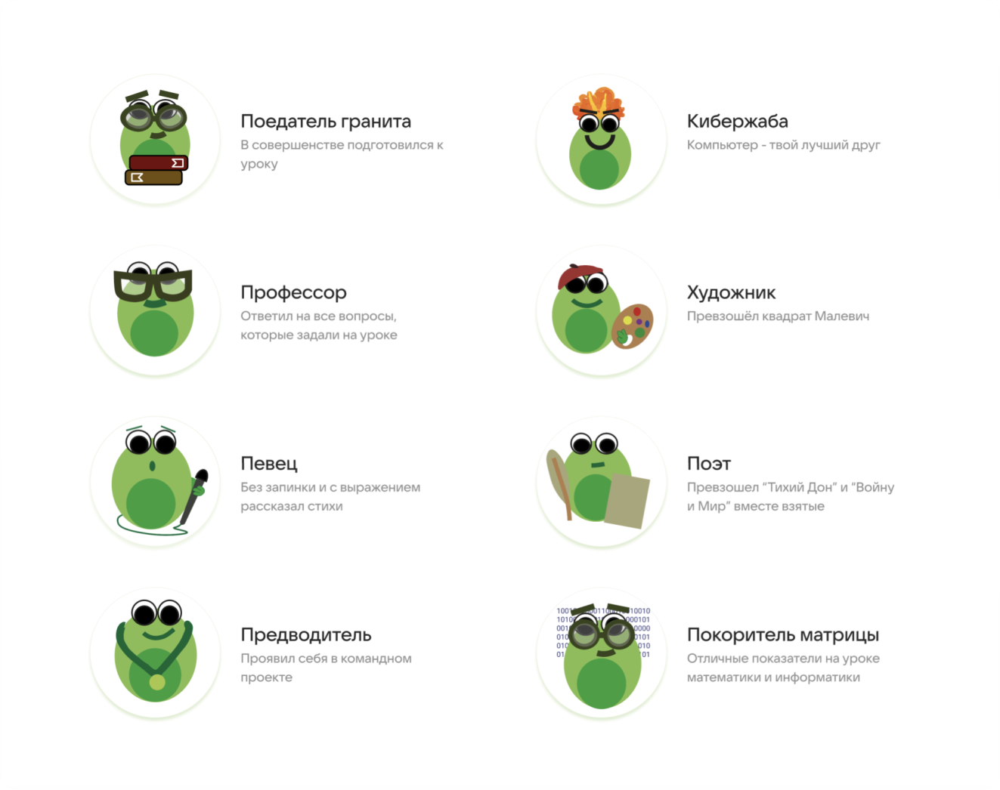 Поедатель гранита
В совершенстве подготовился к
уроку
Кибержаба
Компьютер - твой лучший друг
Профессор
Ответил на все вопросы,
которые задали на уроке
Художник
Превзошёл квадрат Малевич
Певец
Без запинки и с выражением
рассказал стихи
Поэт
Превзошел “Тихий Дон” и “Войну
и Мир” вместе взятые
Предводитель
Проявил себя в командном
проекте
Покоритель матрицы
Отличные показатели на уроке
математики и информатики